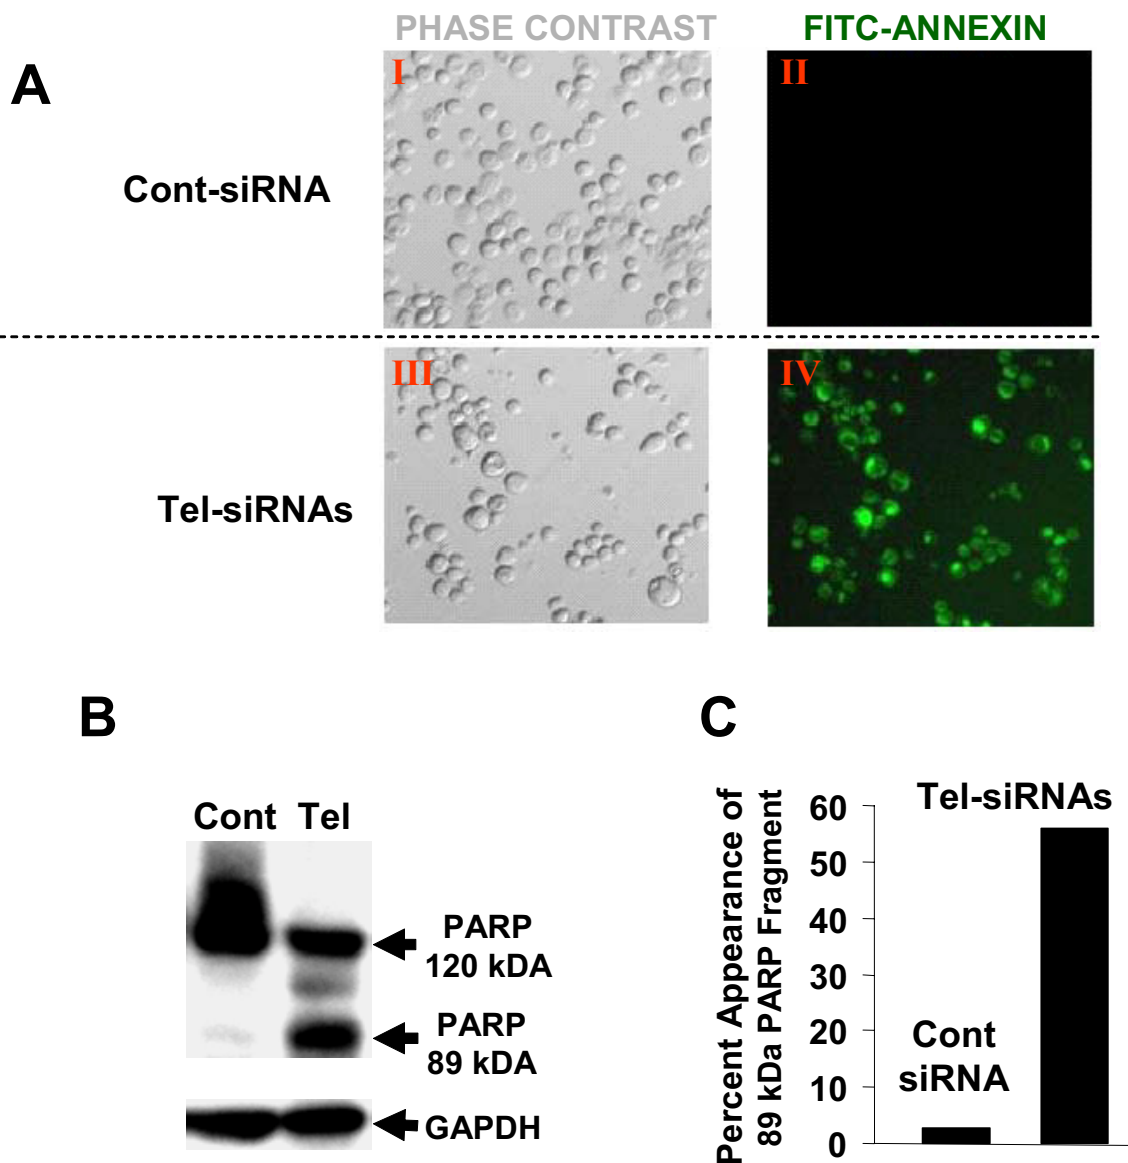 PHASE CONTRAST
FITC-ANNEXIN
A
I
II
Cont-siRNA
III
IV
Tel-siRNAs
B
C
Cont Tel
PARP
120 kDA
PARP
89 kDA
GAPDH
Percent Appearance of
89 kDa PARP Fragment
Tel-siRNAs
60
50
40
30
20
10
0
Cont
siRNA